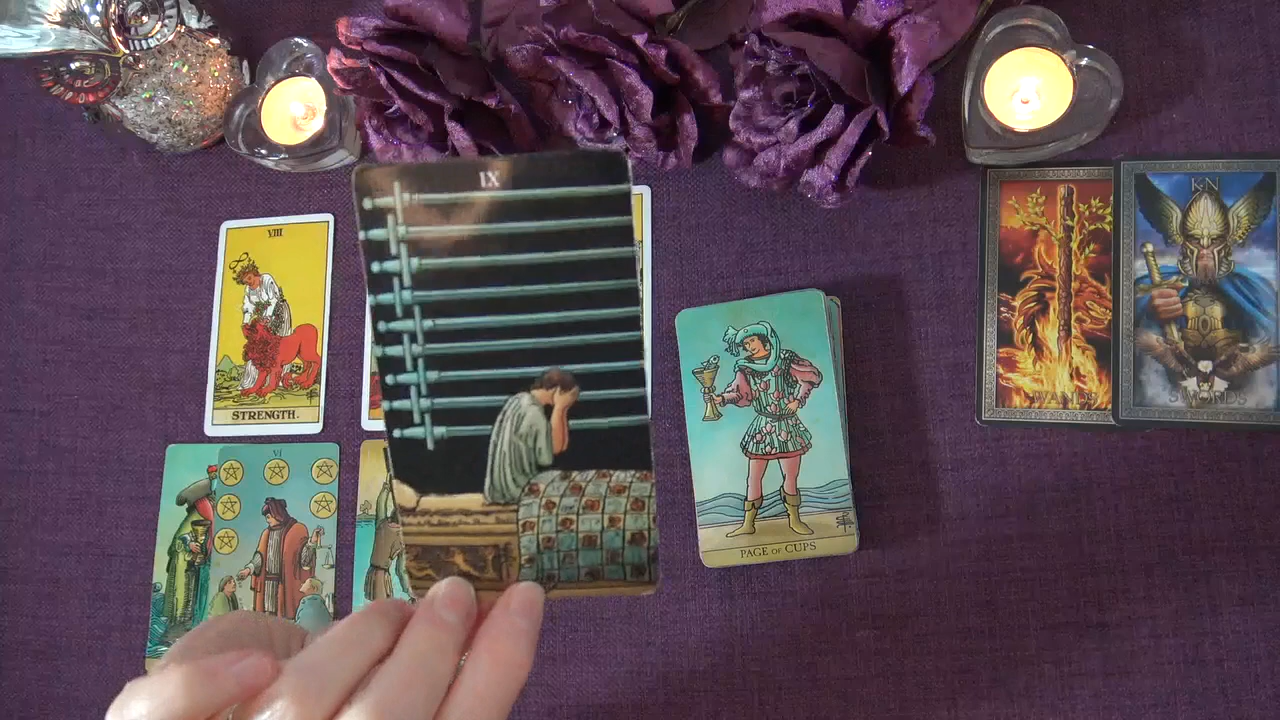 IX
VIII
STRENGTH.
VI
PAGE OF CUPS
WANDS
KN
SWORDS